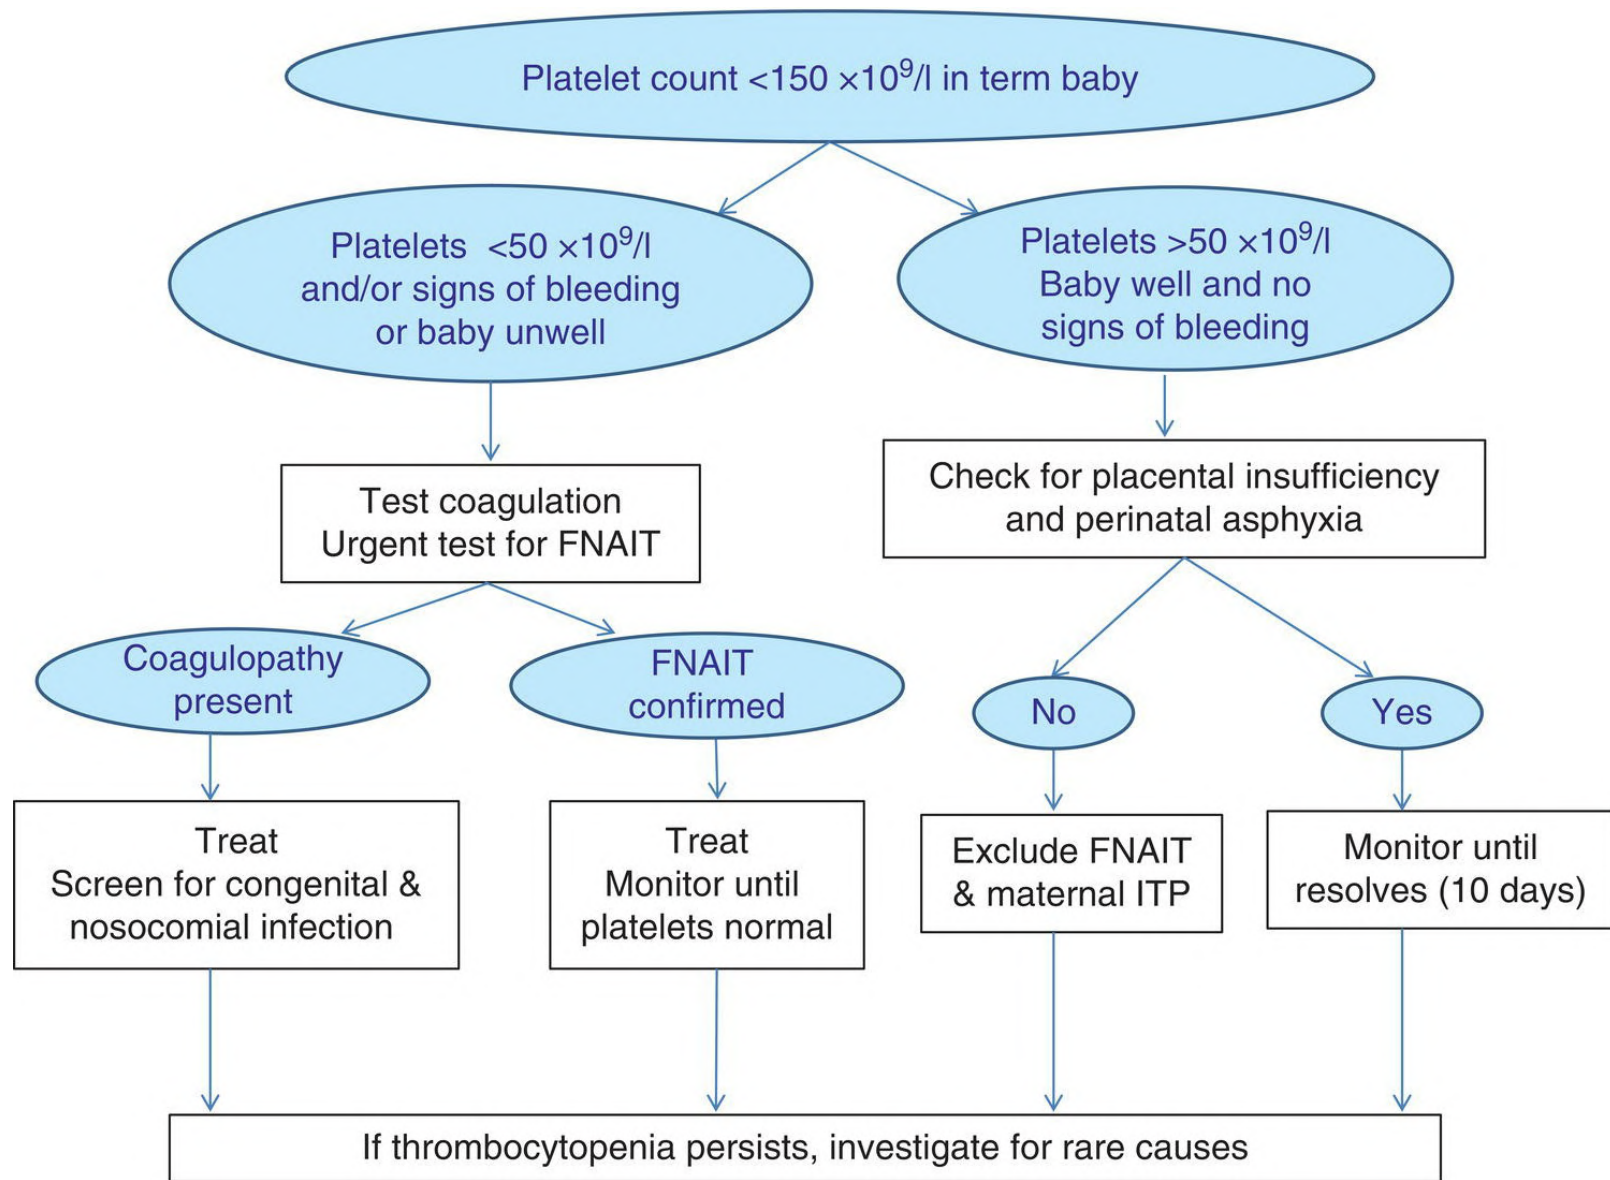 Platelet count <150 ×10⁹/l in term baby
Platelets <50 ×10⁹/l
and/or signs of bleeding
or baby unwell
Platelets >50 ×10⁹/l
Baby well and no
signs of bleeding
Test coagulation
Urgent test for FNAIT
Check for placental insufficiency
and perinatal asphyxia
Coagulopathy
present
FNAIT
confirmed
No
Yes
Treat
Screen for congenital &
nosocomial infection
Treat
Monitor until
platelets normal
Exclude FNAIT
& maternal ITP
Monitor until
resolves (10 days)
If thrombocytopenia persists, investigate for rare causes